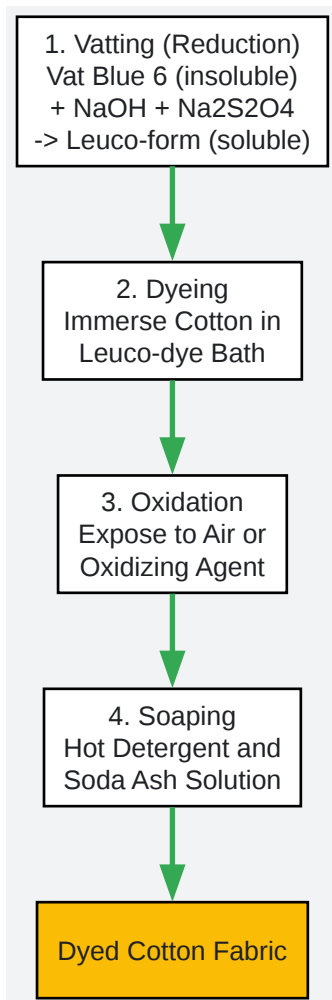 1. Vatting (Reduction)
Vat Blue 6 (insoluble)
+ NaOH + Na2S2O4
-> Leuco-form (soluble)
2. Dyeing
Immerse Cotton in
Leuco-dye Bath
3. Oxidation
Expose to Air or
Oxidizing Agent
4. Soaping
Hot Detergent and
Soda Ash Solution
Dyed Cotton Fabric